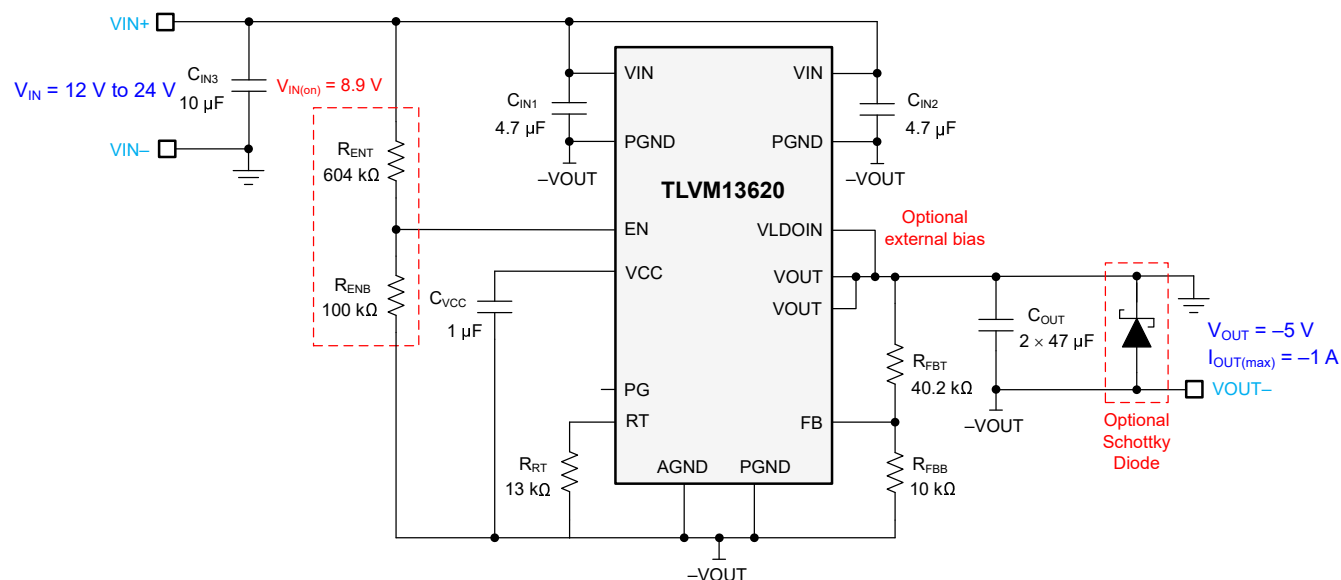 VIN+
VIN = 12 V to 24 V
CIN3
10 µF
VIN(on) = 8.9 V
VIN–
RENT
604 kΩ
RENB
100 kΩ
CVCC
1 µF
CIN1
4.7 µF
–VOUT
VIN
PGND
TLVM13620
EN
VCC
PG
RT
RRT
13 kΩ
AGND
PGND
–VOUT
VIN
PGND
VLDOIN
VOUT
VOUT
FB
CIN2
4.7 µF
–VOUT
Optional
external bias
RFBT
40.2 kΩ
RFBB
10 kΩ
COUT
2 × 47 µF
–VOUT
Optional
Schottky
Diode
VOUT = –5 V
IOUT(max) = –1 A
VOUT–